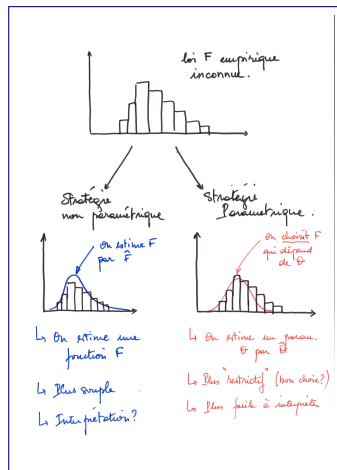 loi F empirique
inconnue.
Stratégie
non paramétrique
Stratégie
Paramétrique.
on estime F
par F̂
on choisit F
qui dépend
de θ
↳ On estime une
fonction F
↳ Plus souple
↳ Interprétation?
↳ On estime un param.
θ par θ̂
↳ Plus "restrictif" (bon choix?)
↳ Plus facile à interpréter